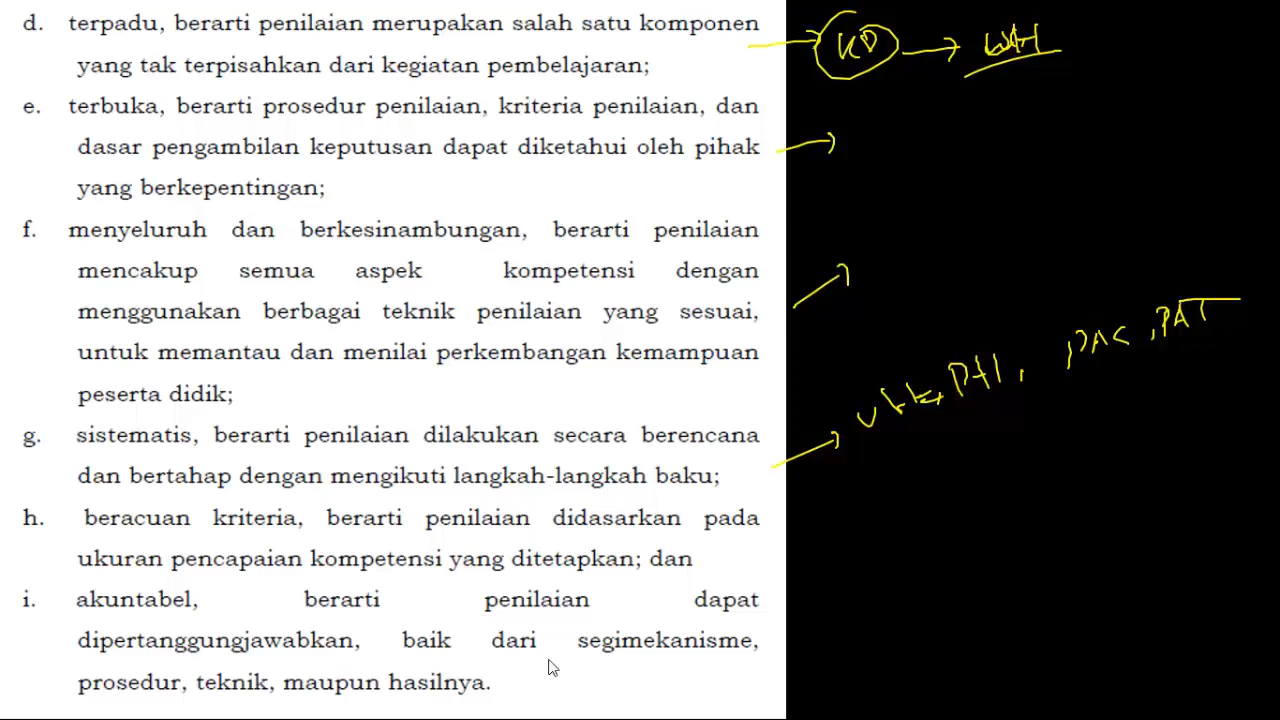 d. terpadu, berarti penilaian merupakan salah satu komponen
yang tak terpisahkan dari kegiatan pembelajaran;
KD
e. terbuka, berarti prosedur penilaian, kriteria penilaian, dan
dasar pengambilan keputusan dapat diketahui oleh pihak
yang berkepentingan;
f. menyeluruh dan berkesinambungan, berarti penilaian
mencakup semua aspek kompetensi dengan
menggunakan berbagai teknik penilaian yang sesuai,
untuk memantau dan menilai perkembangan kemampuan
peserta didik;
, PAT
g. sistematis, berarti penilaian dilakukan secara berencana
dan bertahap dengan mengikuti langkah-langkah baku;
h. beracuan kriteria, berarti penilaian didasarkan pada
ukuran pencapaian kompetensi yang ditetapkan; dan
i. akuntabel, berarti penilaian dapat
dipertanggungjawabkan, baik dari segimekanisme,
prosedur, teknik, maupun hasilnya.